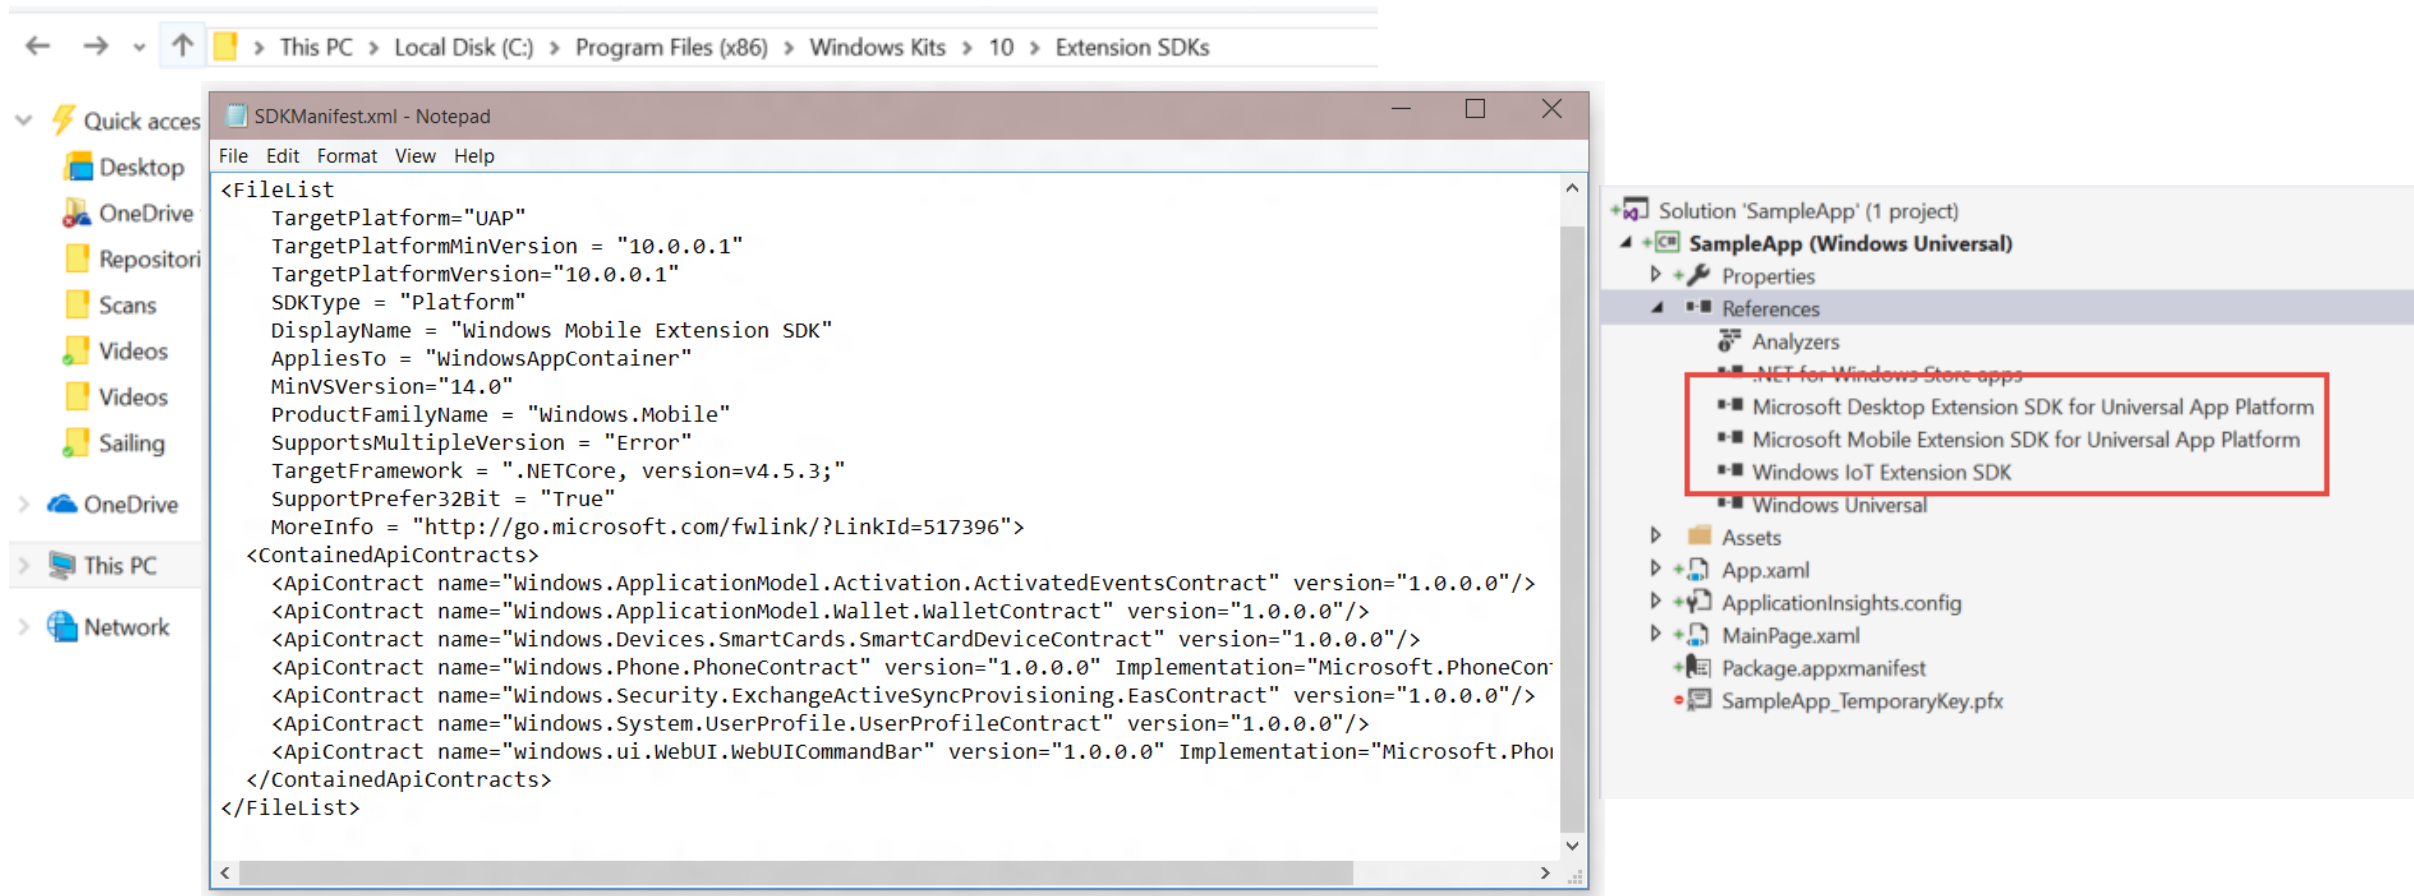 This PC > Local Disk (C:) > Program Files (x86) > Windows Kits > 10 > Extension SDKs
Quick acces
Desktop
OneDrive
Repositori
Scans
Videos
Videos
Sailing
OneDrive
This PC
Network
SDKManifest.xml - Notepad
File Edit Format View Help
<FileList
TargetPlatform="UAP"
TargetPlatformMinVersion = "10.0.0.1"
TargetPlatformVersion="10.0.0.1"
SDKType = "Platform"
DisplayName = "Windows Mobile Extension SDK"
AppliesTo = "WindowsAppContainer"
MinVSVersion="14.0"
ProductFamilyName = "Windows.Mobile"
SupportsMultipleVersion = "Error"
TargetFramework = ".NETCore, version=v4.5.3;"
SupportPrefer32Bit = "True"
MoreInfo = "http://go.microsoft.com/fwlink/?LinkId=517396">
<ContainedApiContracts>
<ApiContract name="Windows.ApplicationModel.Activation.ActivatedEventsContract" version="1.0.0.0"/>
<ApiContract name="Windows.ApplicationModel.Wallet.WalletContract" version="1.0.0.0"/>
<ApiContract name="Windows.Devices.SmartCards.SmartCardDeviceContract" version="1.0.0.0"/>
<ApiContract name="Windows.Phone.PhoneContract" version="1.0.0.0" Implementation="Microsoft.PhoneCont
<ApiContract name="Windows.Security.ExchangeActiveSyncProvisioning.EasContract" version="1.0.0.0"/>
<ApiContract name="Windows.System.UserProfile.UserProfileContract" version="1.0.0.0"/>
<ApiContract name="windows.ui.WebUI.WebUICommandBar" version="1.0.0.0" Implementation="Microsoft.Phon
</ContainedApiContracts>
</FileList>
Solution 'SampleApp' (1 project)
SampleApp (Windows Universal)
Properties
References
Analyzers
.NET for Windows Store apps
Microsoft Desktop Extension SDK for Universal App Platform
Microsoft Mobile Extension SDK for Universal App Platform
Windows IoT Extension SDK
Windows Universal
Assets
App.xaml
ApplicationInsights.config
MainPage.xaml
Package.appxmanifest
SampleApp_TemporaryKey.pfx